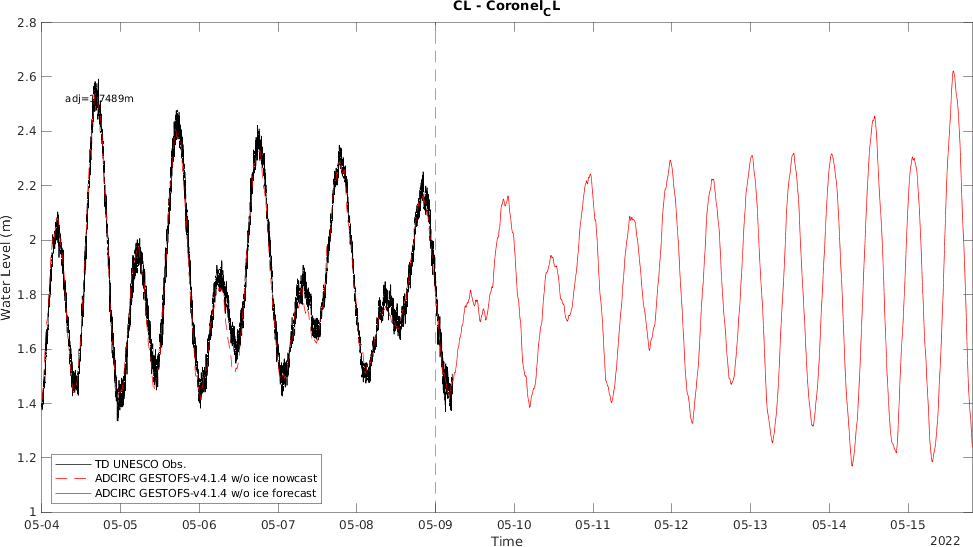 CL - Coronel_CL
2.8
2.6
2.4
2.2
2
1.8
1.6
1.4
1.2
1
Water Level (m)
adj=1.7489m
TD UNESCO Obs.
ADCIRC GESTOFS-v4.1.4 w/o ice nowcast
ADCIRC GESTOFS-v4.1.4 w/o ice forecast
05-04 05-05 05-06 05-07 05-08 05-09 05-10 05-11 05-12 05-13 05-14 05-15
Time
2022